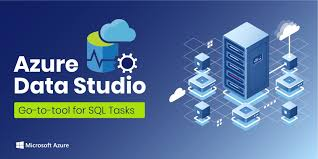 Azure
Data Studio
Go-to-tool for SQL Tasks
Microsoft Azure